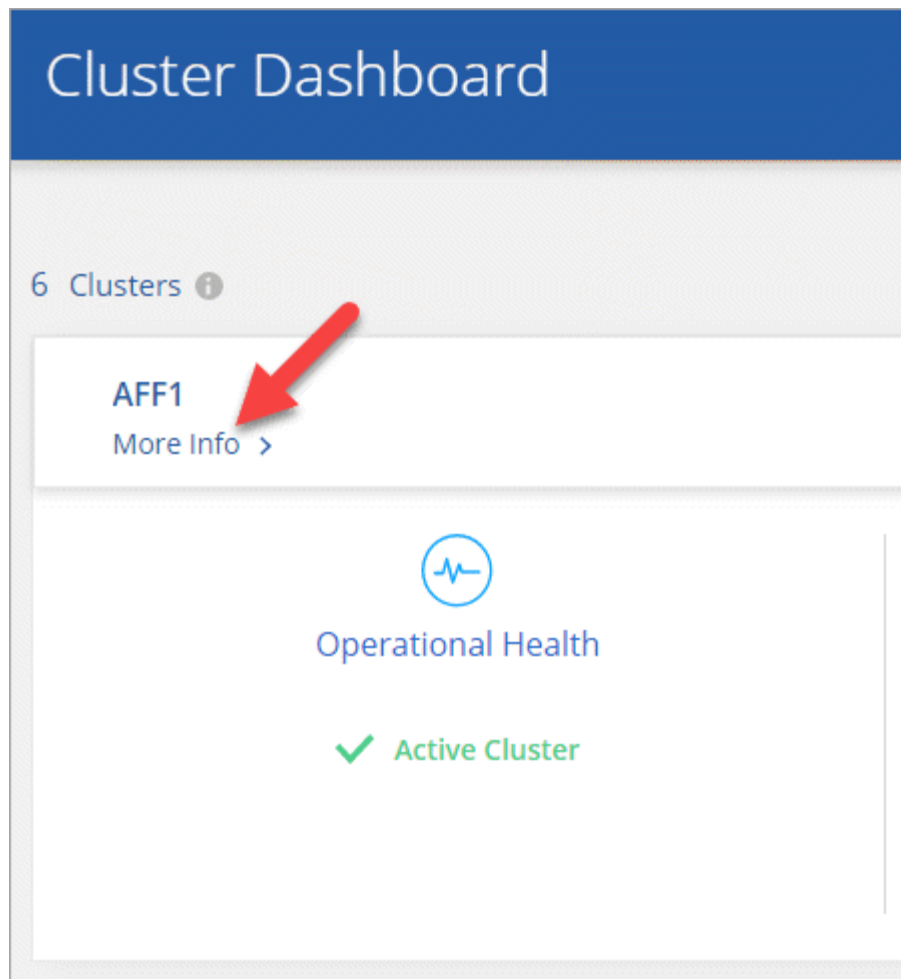 Cluster Dashboard
6 Clusters
AFF1
More Info >
Operational Health
Active Cluster